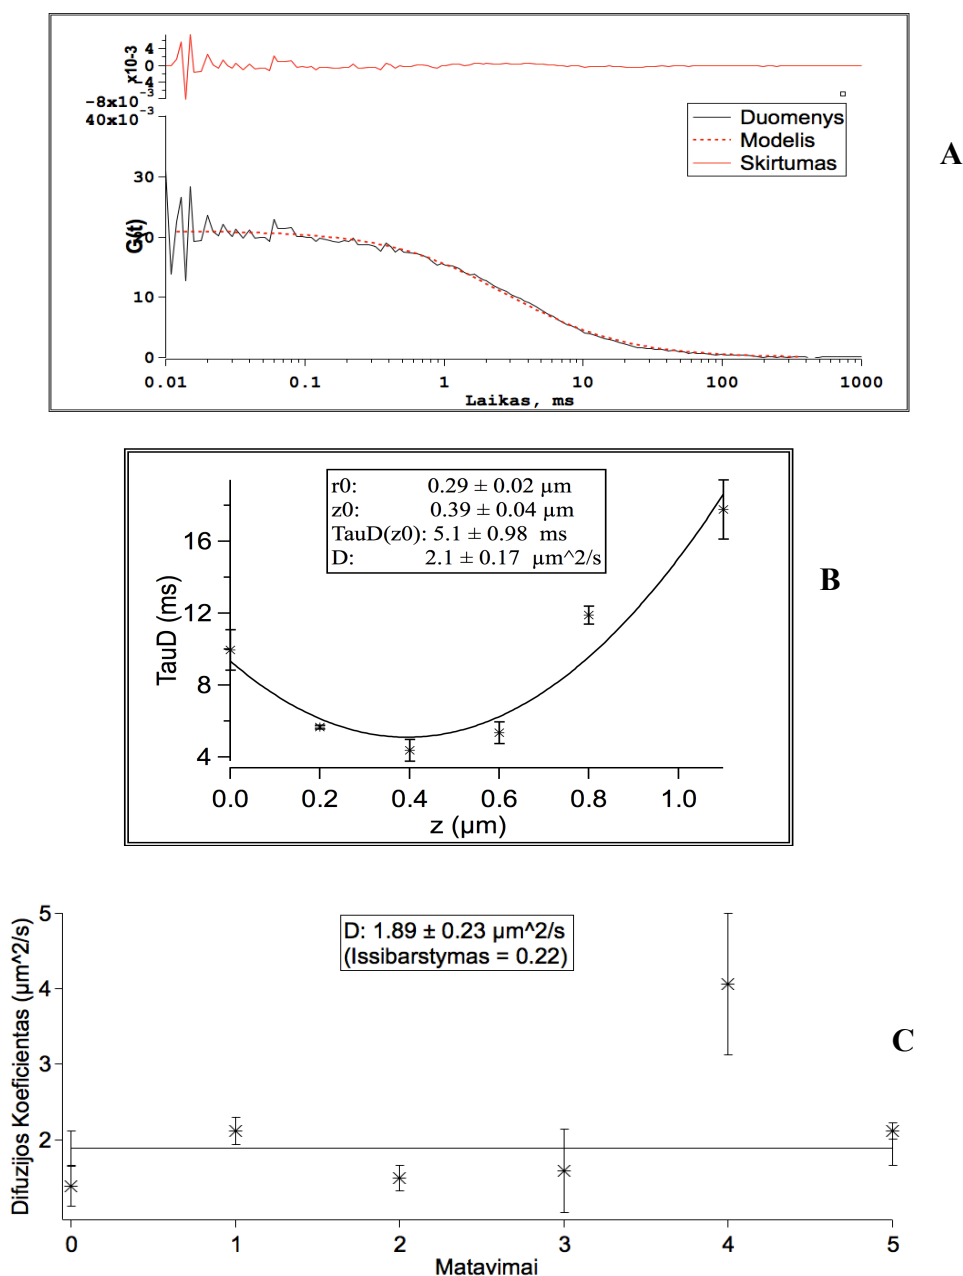 4
0
-4
x10-3
-8x10-3
40x10-3
30
20
10
0
G(t)
Duomenys
Modelis
Skirtumas
0.01 0.1 1 10 100 1000
Laikas, ms
A
r0: 0.29 ± 0.02 µm
z0: 0.39 ± 0.04 µm
TauD(z0): 5.1 ± 0.98 ms
D: 2.1 ± 0.17 µm^2/s
16
12
8
4
TauD (ms)
0.0 0.2 0.4 0.6 0.8 1.0
z (µm)
B
D: 1.89 ± 0.23 µm^2/s
(Issibarstymas = 0.22)
5
4
3
2
Difuzijos Koeficientas (µm^2/s)
0 1 2 3 4 5
Matavimai
C